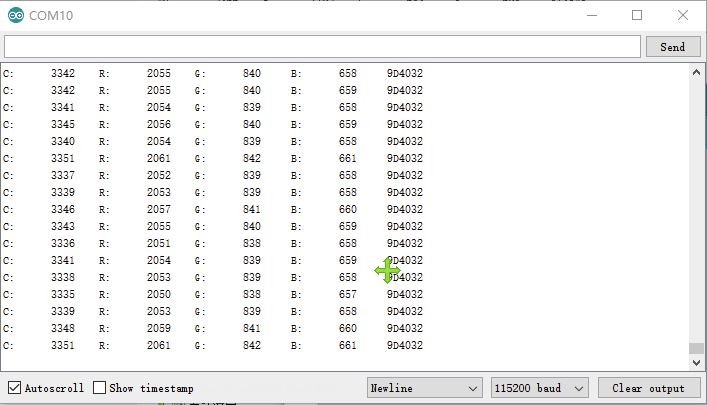 COM10
Send
C: 3342 R: 2055 G: 840 B: 658 9D4032
C: 3342 R: 2055 G: 840 B: 659 9D4032
C: 3341 R: 2054 G: 839 B: 658 9D4032
C: 3345 R: 2056 G: 840 B: 659 9D4032
C: 3340 R: 2054 G: 839 B: 658 9D4032
C: 3351 R: 2061 G: 842 B: 661 9D4032
C: 3337 R: 2052 G: 839 B: 658 9D4032
C: 3339 R: 2053 G: 839 B: 658 9D4032
C: 3346 R: 2057 G: 841 B: 660 9D4032
C: 3343 R: 2055 G: 840 B: 659 9D4032
C: 3336 R: 2051 G: 838 B: 658 9D4032
C: 3341 R: 2054 G: 839 B: 659 9D4032
C: 3338 R: 2053 G: 839 B: 658 9D4032
C: 3335 R: 2050 G: 838 B: 657 9D4032
C: 3339 R: 2053 G: 839 B: 658 9D4032
C: 3348 R: 2059 G: 841 B: 660 9D4032
C: 3351 R: 2061 G: 842 B: 661 9D4032
Autoscroll Show timestamp Newline 115200 baud Clear output